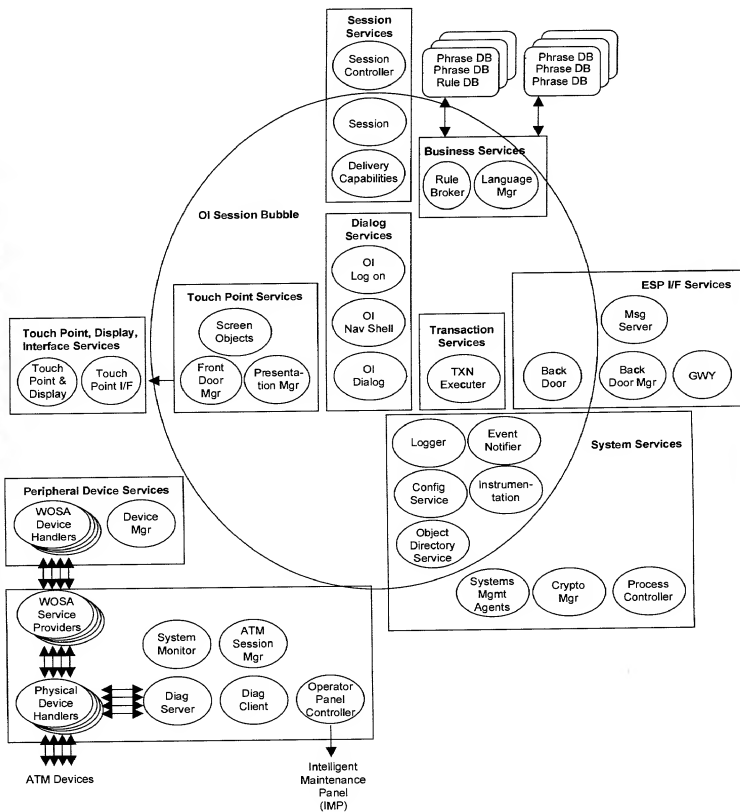 Session
Services
Session
Controller
Session
Delivery
Capabilities
Phrase DB
Phrase DB
Rule DB
Phrase DB
Phrase DB
Phrase DB
Business Services
Rule
Broker
Language
Mgr
OI Session Bubble
Dialog
Services
OI
Log on
OI
Nav Shell
OI
Dialog
Touch Point Services
Screen
Objects
Front
Door
Mgr
Presenta-
tion Mgr
Touch Point, Display,
Interface Services
Touch
Point &
Display
Touch
Point I/F
Transaction
Services
TXN
Executer
ESP I/F Services
Msg
Server
Back
Door
Back
Door Mgr
GWY
System Services
Logger
Event
Notifier
Config
Service
Instrumen-
tation
Object
Directory
Service
Systems
Mgmt
Agents
Crypto
Mgr
Process
Controller
Peripheral Device Services
WOSA
Device
Handlers
Device
Mgr
WOSA
Service
Providers
System
Monitor
ATM
Session
Mgr
Physical
Device
Handlers
Diag
Server
Diag
Client
Operator
Panel
Controller
ATM Devices
Intelligent
Maintenance
Panel
(IMP)